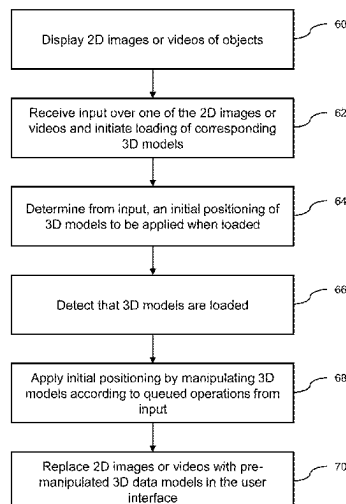 Display 2D images or videos of objects
60
Receive input over one of the 2D images or
videos and initiate loading of corresponding
3D models
62
Determine from input, an initial positioning of
3D models to be applied when loaded
64
Detect that 3D models are loaded
66
Apply initial positioning by manipulating 3D
models according to queued operations from
input
68
Replace 2D images or videos with pre-
manipulated 3D data models in the user
interface
70